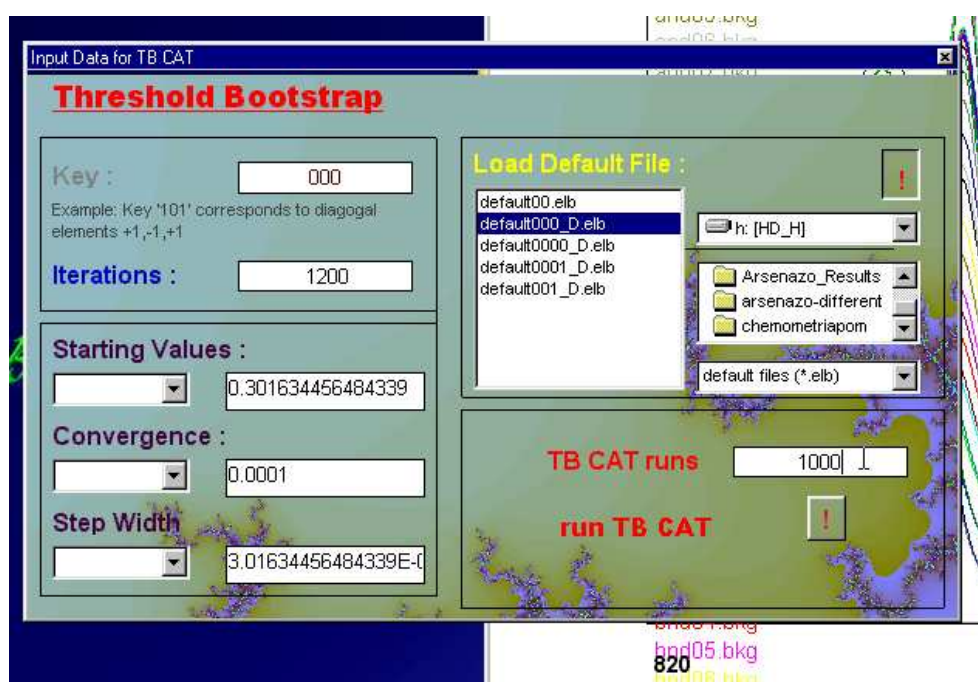 Input Data for TB CAT
Threshold Bootstrap
Key :
000
Example: Key '101' corresponds to diagogal
elements +1,-1,+1
Iterations :
1200
Starting Values :
0.301634456484339
Convergence :
0.0001
Step Width
3.01634456484339E-(
Load Default File :
!
default00.elb
default000_D.elb
default0000_D.elb
default0001_D.elb
default001_D.elb
h: [HD_H]
Arsenazo_Results
arsenazo-different
chemometriapom
default files (*.elb)
TB CAT runs
1000
run TB CAT
!
bnd05.bkg
820